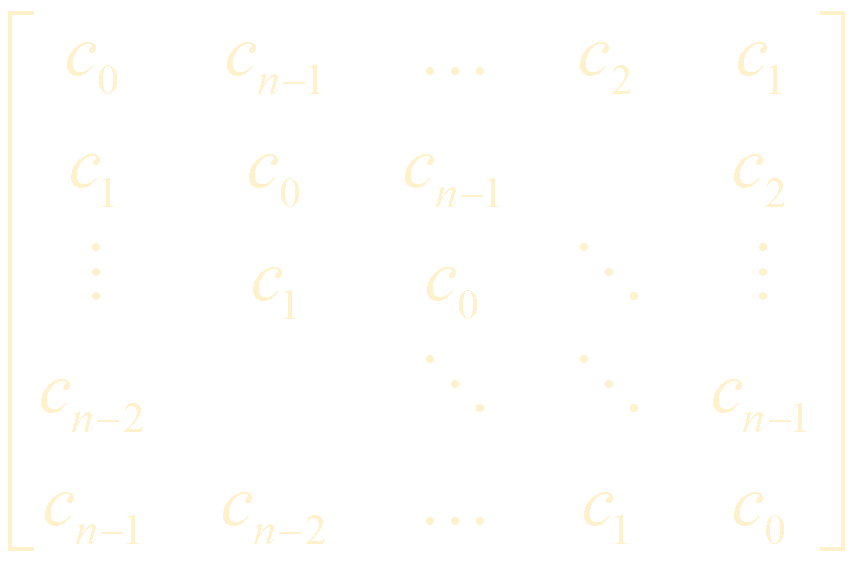 c₀ cₙ₋₁ ⋯ c₂ c₁
c₁ c₀ cₙ₋₁ c₂
⋮ c₁ c₀ ⋱ ⋮
cₙ₋₂ ⋱ ⋱ cₙ₋₁
cₙ₋₁ cₙ₋₂ ⋯ c₁ c₀